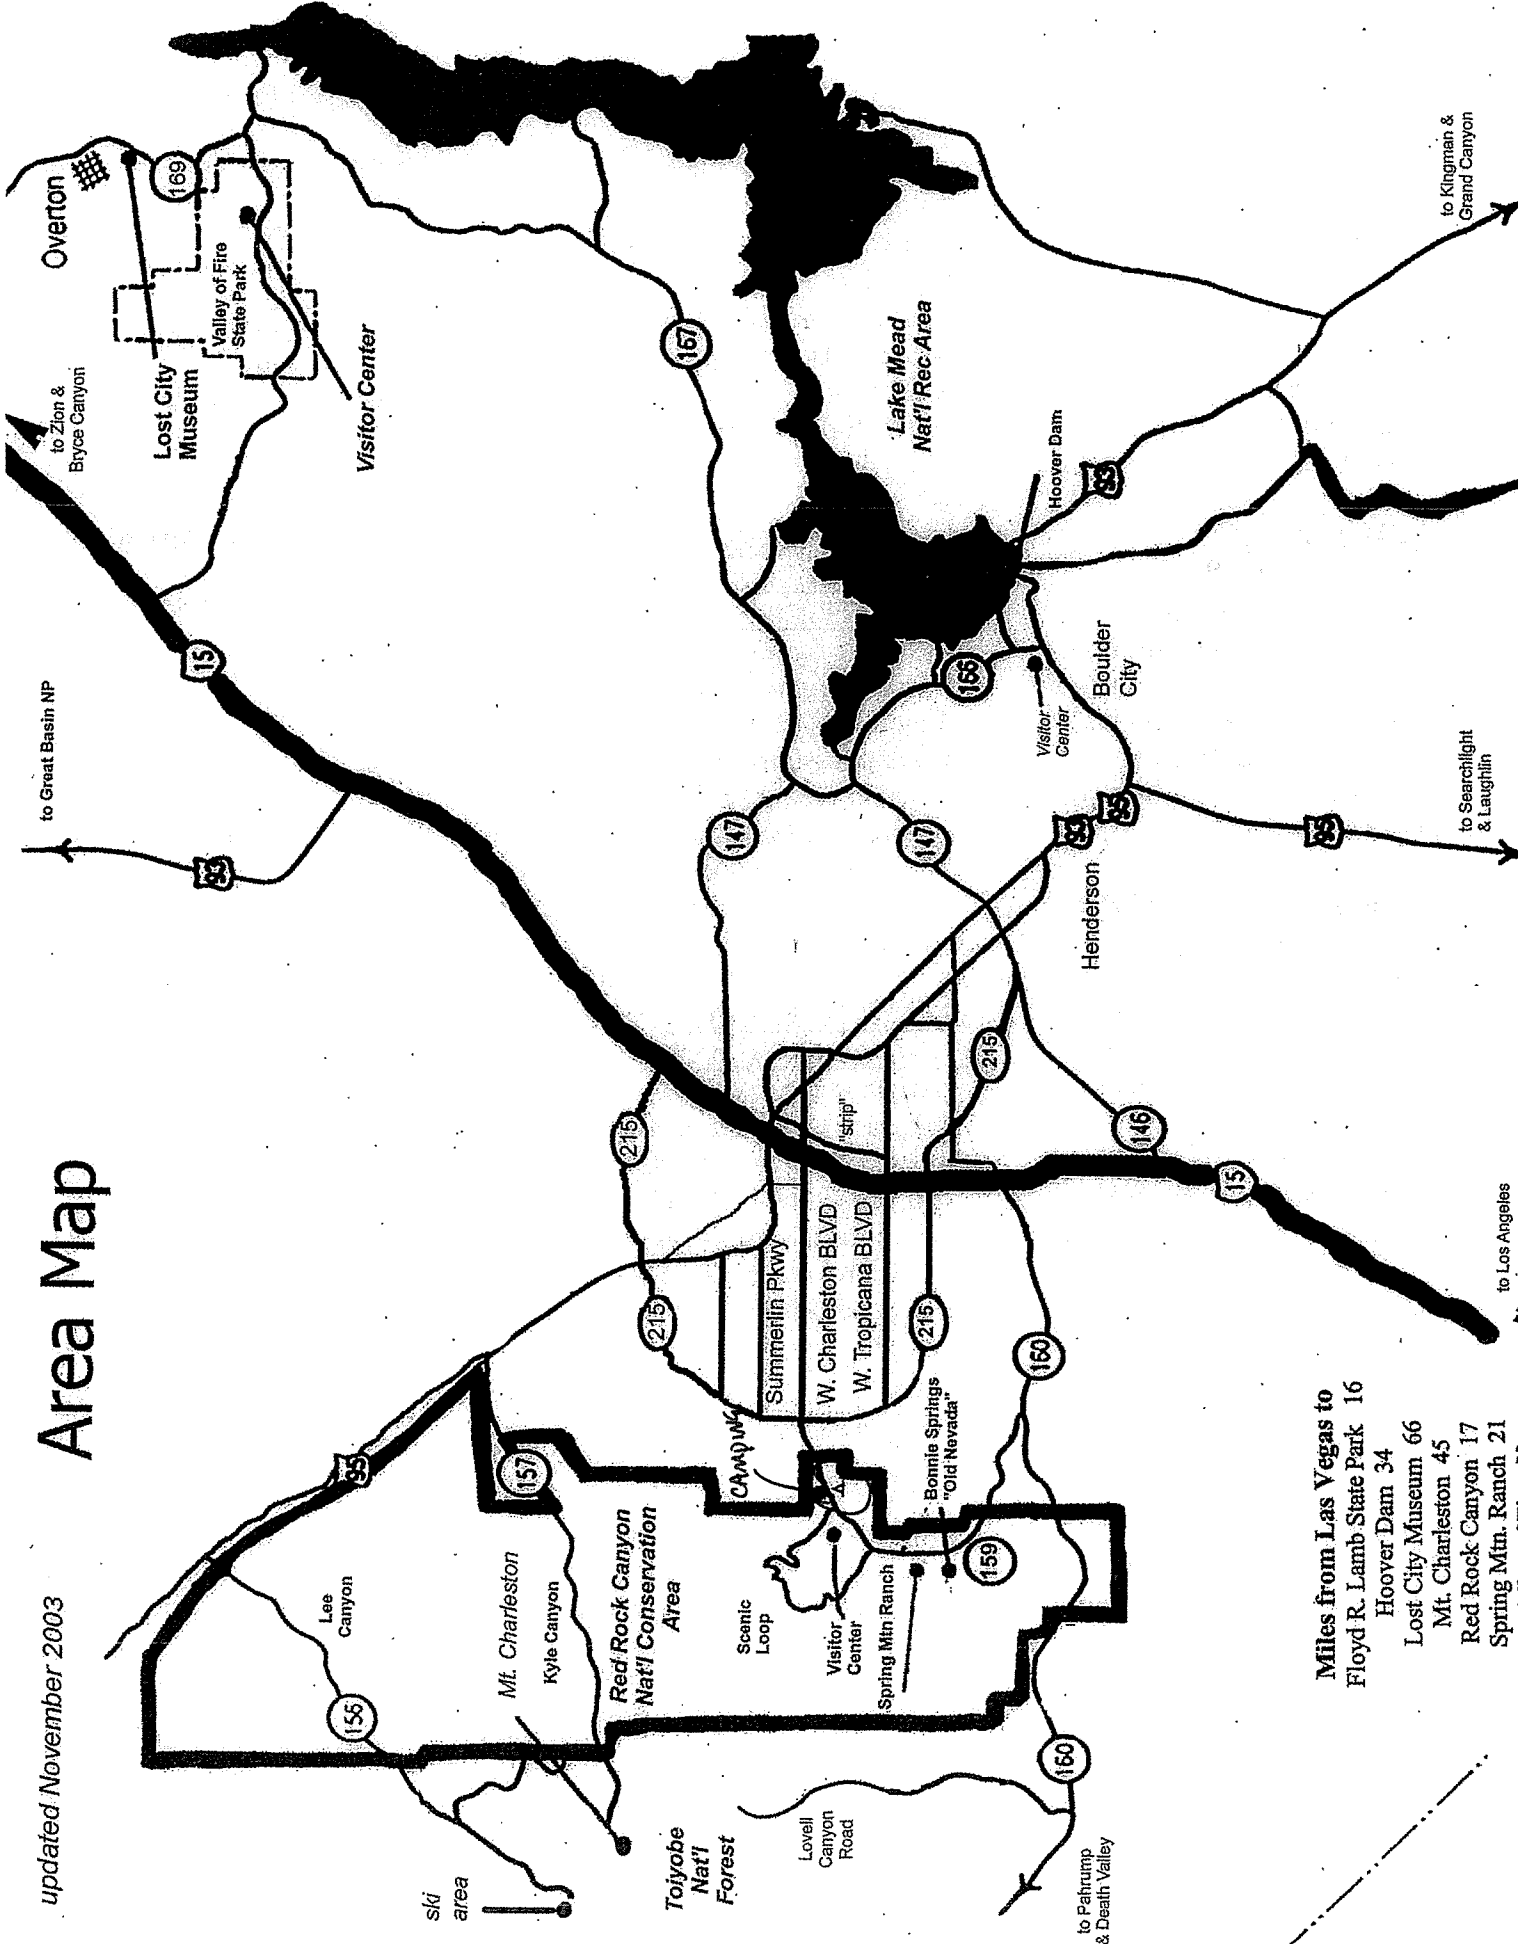 updated November 2003
Area Map
to Great Basin NP
to Zion &
Bryce Canyon
Overton
Lost City
Museum
169
Valley of Fire
State Park
Visitor Center
15
93
95
Lee
Canyon
156
157
Mt. Charleston
Kyle Canyon
ski
area
Toiyobe
Nat'l
Forest
Red Rock Canyon
Nat'l Conservation
Area
215
215
147
167
CAMPING
Scenic
Loop
Visitor
Center
Spring Mtn Ranch
Bonnie Springs
"Old Nevada"
159
Summerlin Pkwy
W. Charleston BLVD
W. Tropicana BLVD
"strip"
215
215
147
Henderson
93
95
166
Visitor
Center
Boulder
City
Lake Mead
Nat'l Rec Area
Hoover Dam
93
Lovell
Canyon
Road
160
160
146
15
95
to Pahrump
& Death Valley
to Los Angeles
to Searchlight
& Laughlin
to Kingman &
Grand Canyon
Miles from Las Vegas to
Floyd R. Lamb State Park 16
Hoover Dam 34
Lost City Museum 66
Mt. Charleston 45
Red Rock Canyon 17
Spring Mtn. Ranch 21